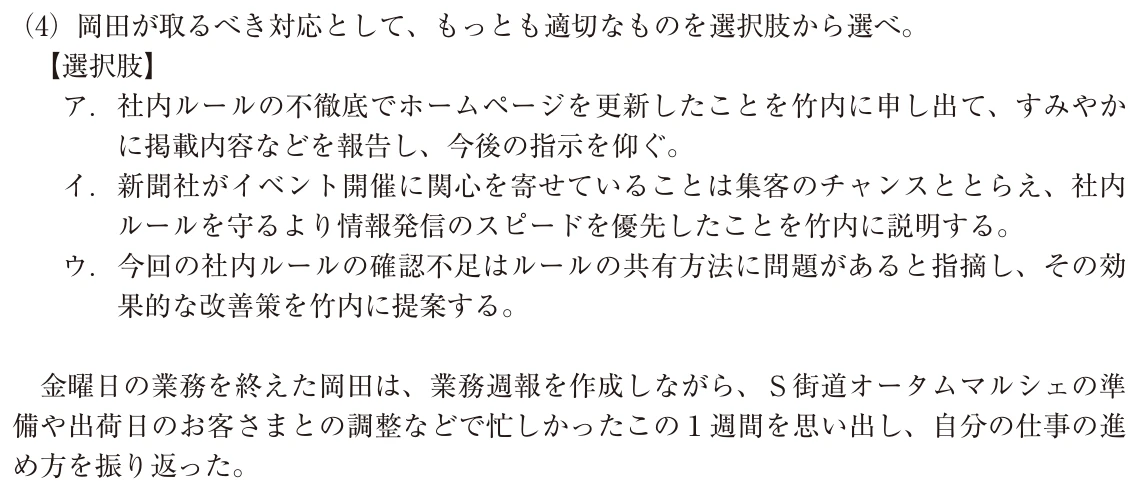 (4) 岡田が取るべき対応として、もっとも適切なものを選択肢から選べ。
【選択肢】
ア．社内ルールの不徹底でホームページを更新したことを竹内に申し出て、すみやか
に掲載内容などを報告し、今後の指示を仰ぐ。
イ．新聞社がイベント開催に関心を寄せていることは集客のチャンスととらえ、社内
ルールを守るより情報発信のスピードを優先したことを竹内に説明する。
ウ．今回の社内ルールの確認不足はルールの共有方法に問題があると指摘し、その効
果的な改善策を竹内に提案する。
金曜日の業務を終えた岡田は、業務週報を作成しながら、Ｓ街道オータムマルシェの準
備や出荷日のお客さまとの調整などで忙しかったこの１週間を思い出し、自分の仕事の進
め方を振り返った。